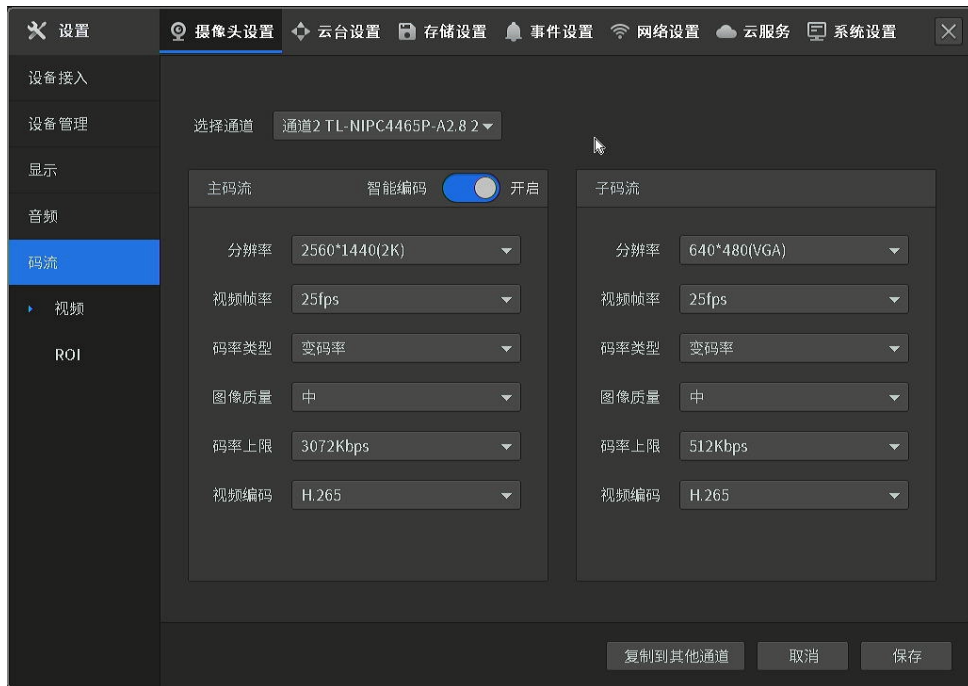 设置 摄像头设置 云台设置 存储设置 事件设置 网络设置 云服务 系统设置
设备接入
设备管理
显示
音频
码流
视频
ROI
选择通道 通道2 TL-NIPC4465P-A2.8 2
主码流 智能编码 开启
分辨率 2560*1440(2K)
视频帧率 25fps
码率类型 变码率
图像质量 中
码率上限 3072Kbps
视频编码 H.265
子码流
分辨率 640*480(VGA)
视频帧率 25fps
码率类型 变码率
图像质量 中
码率上限 512Kbps
视频编码 H.265
复制到其他通道 取消 保存